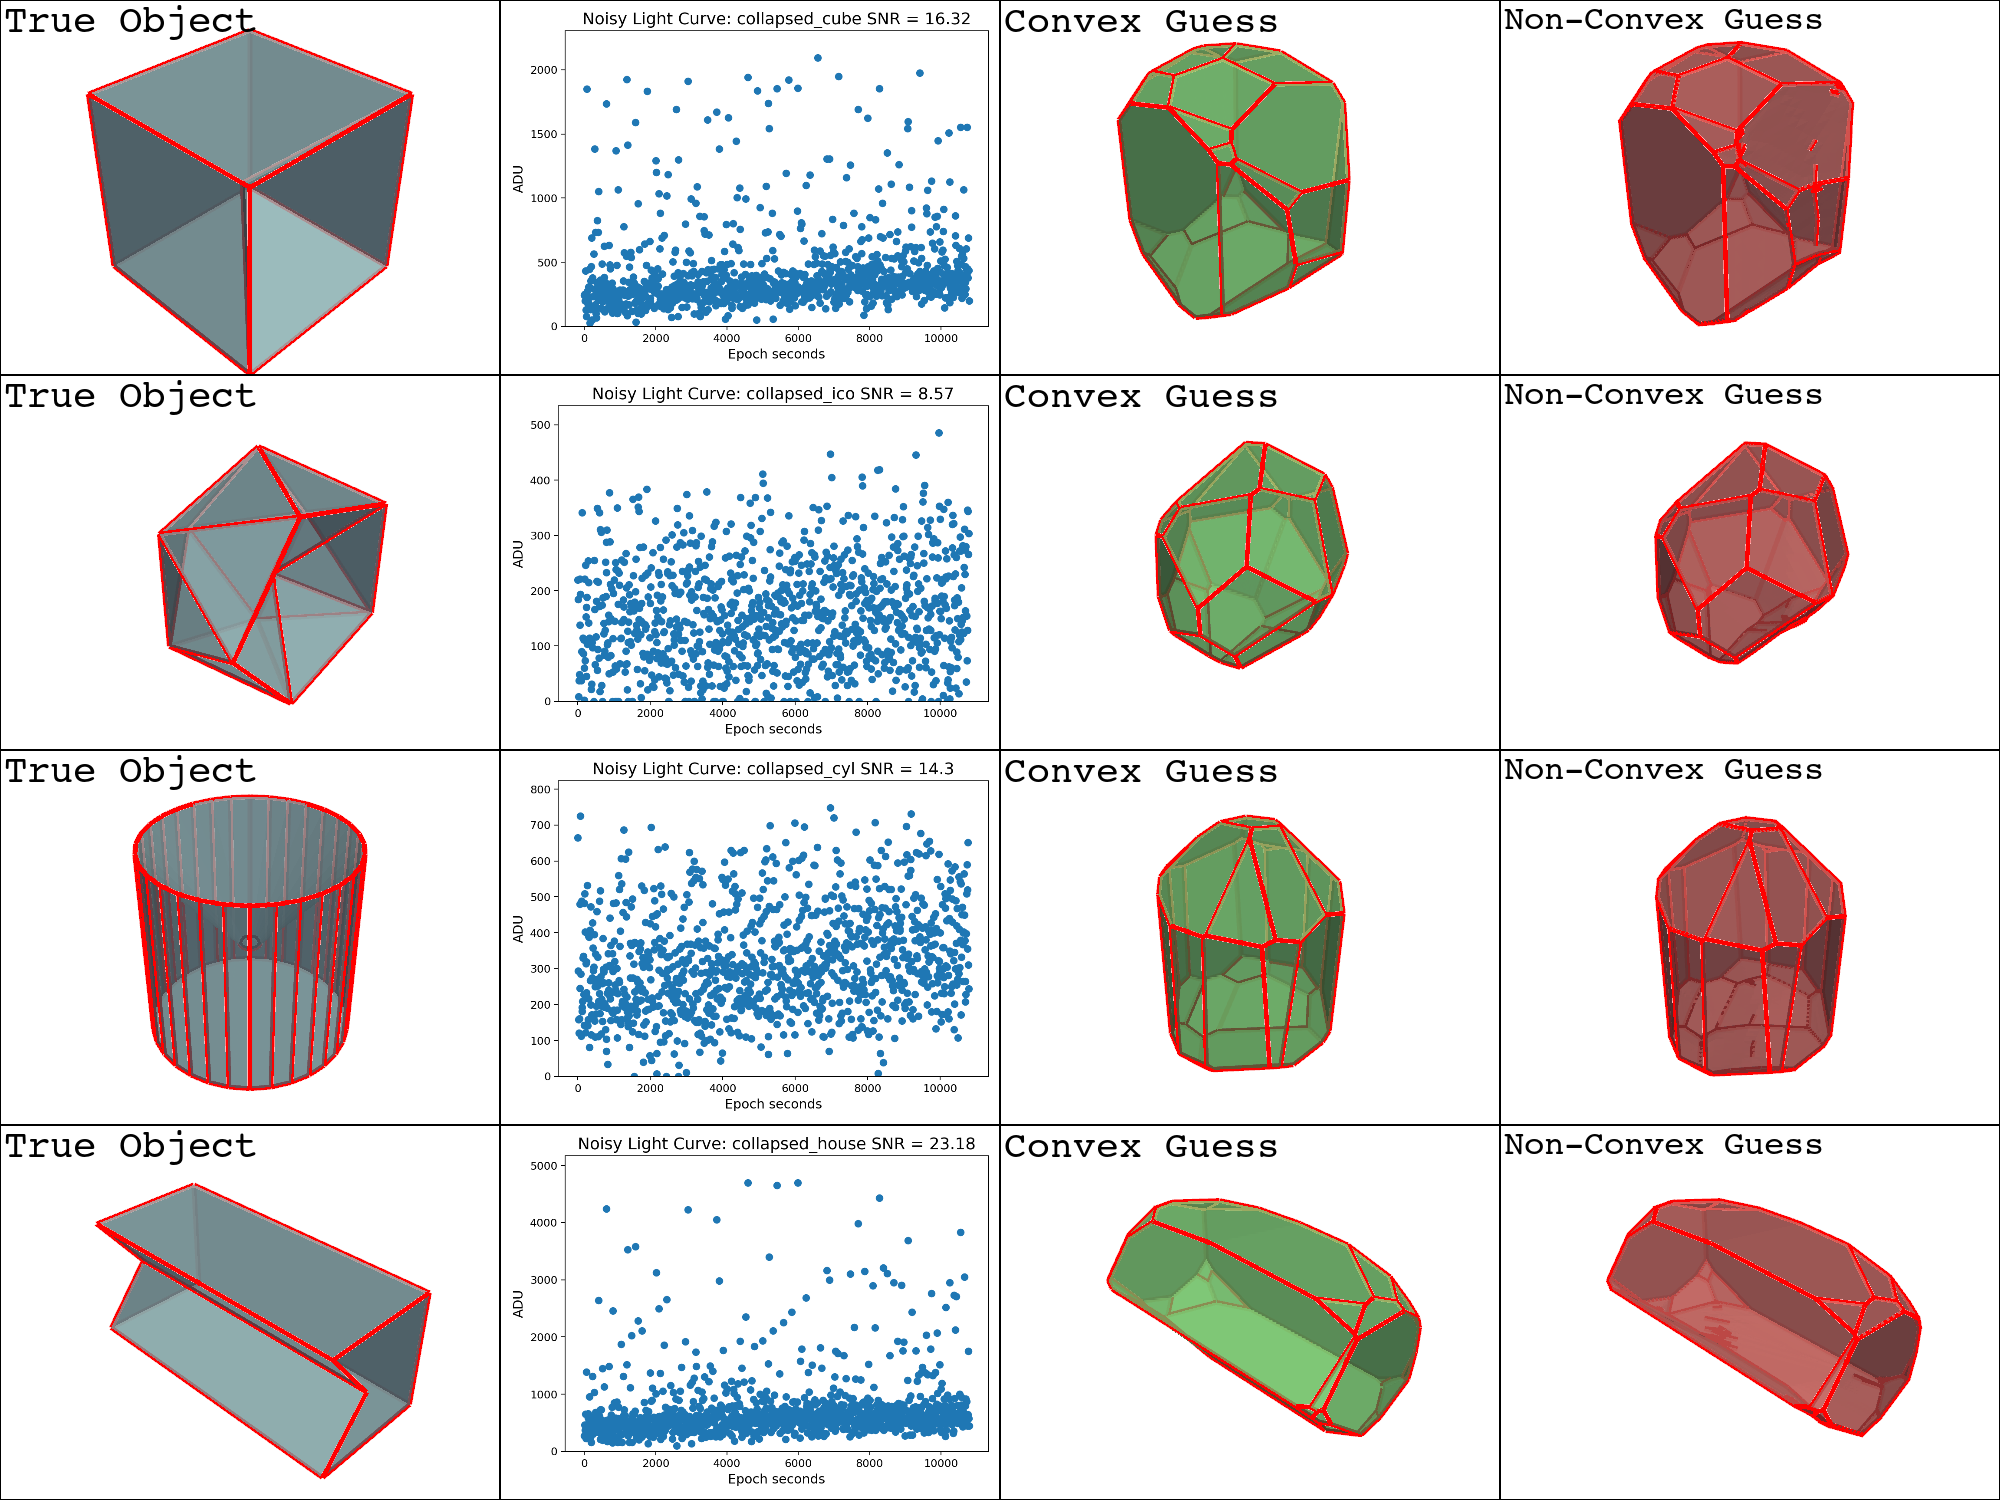 True Object
Noisy Light Curve: collapsed_cube SNR = 16.32
2000
1500
1000
500
0
ADU
0 2000 4000 6000 8000 10000
Epoch seconds
Convex Guess
Non-Convex Guess
True Object
Noisy Light Curve: collapsed_ico SNR = 8.57
500
400
300
200
100
0
ADU
0 2000 4000 6000 8000 10000
Epoch seconds
Convex Guess
Non-Convex Guess
True Object
Noisy Light Curve: collapsed_cyl SNR = 14.3
800
700
600
500
400
300
200
100
0
ADU
0 2000 4000 6000 8000 10000
Epoch seconds
Convex Guess
Non-Convex Guess
True Object
Noisy Light Curve: collapsed_house SNR = 23.18
5000
4000
3000
2000
1000
0
ADU
0 2000 4000 6000 8000 10000
Epoch seconds
Convex Guess
Non-Convex Guess